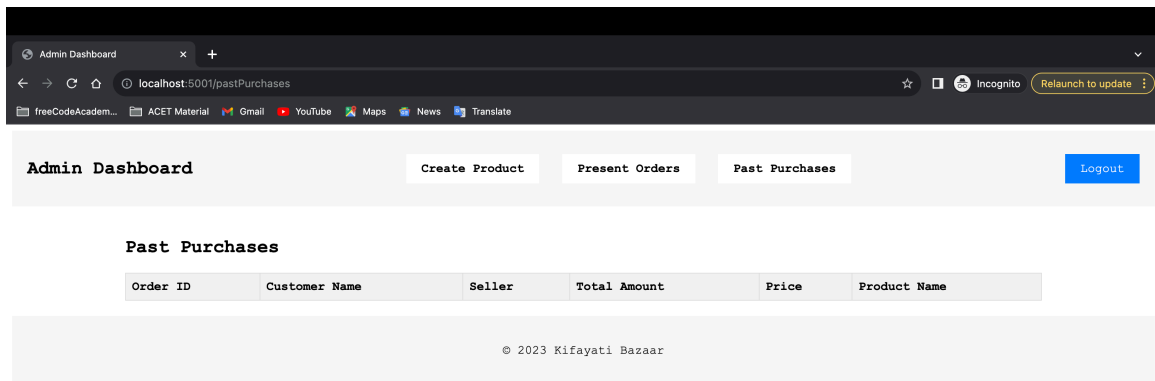 Admin Dashboard
localhost:5001/pastPurchases
Incognito
Relaunch to update
freeCodeAcadem...
ACET Material
Gmail
YouTube
Maps
News
Translate
Admin Dashboard
Create Product
Present Orders
Past Purchases
Logout
Past Purchases
Order ID Customer Name Seller Total Amount Price Product Name
© 2023 Kifayati Bazaar